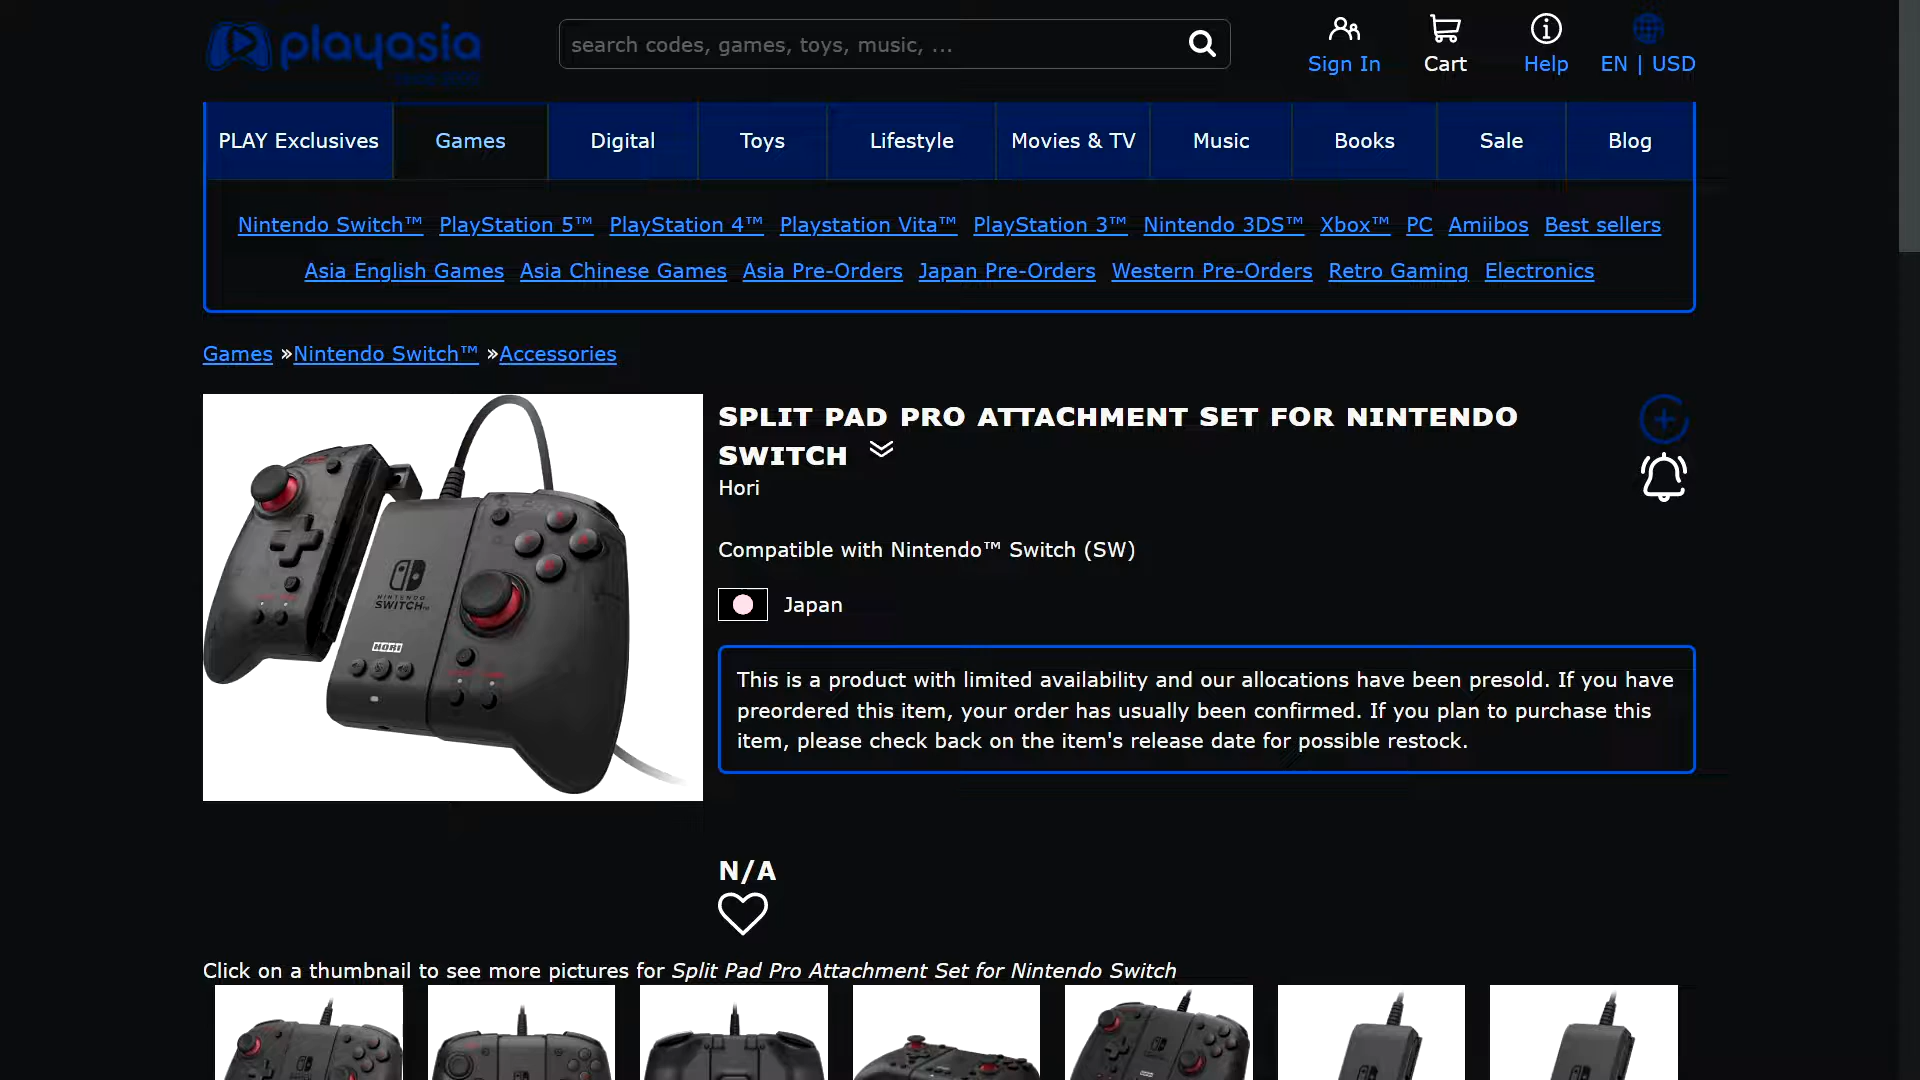 playasia
search codes, games, toys, music, ...
Sign In
Cart
Help
EN | USD
PLAY Exclusives
Games
Digital
Toys
Lifestyle
Movies & TV
Music
Books
Sale
Blog
Nintendo Switch™ PlayStation 5™ PlayStation 4™ Playstation Vita™ PlayStation 3™ Nintendo 3DS™ Xbox™ PC Amiibos Best sellers
Asia English Games Asia Chinese Games Asia Pre-Orders Japan Pre-Orders Western Pre-Orders Retro Gaming Electronics
Games »Nintendo Switch™ »Accessories
SPLIT PAD PRO ATTACHMENT SET FOR NINTENDO
SWITCH
Hori
Compatible with Nintendo™ Switch (SW)
Japan
This is a product with limited availability and our allocations have been presold. If you have
preordered this item, your order has usually been confirmed. If you plan to purchase this
item, please check back on the item's release date for possible restock.
NINTENDO
SWITCH™
HORI
N/A
Click on a thumbnail to see more pictures for Split Pad Pro Attachment Set for Nintendo Switch